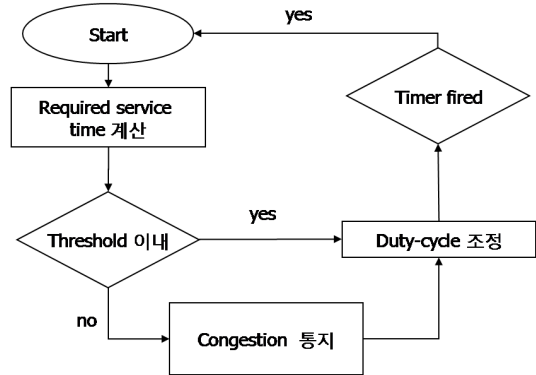 yes
Start
Timer fired
Required service
time 계산
yes
Threshold 이내
Duty-cycle 조정
no
Congestion 통지